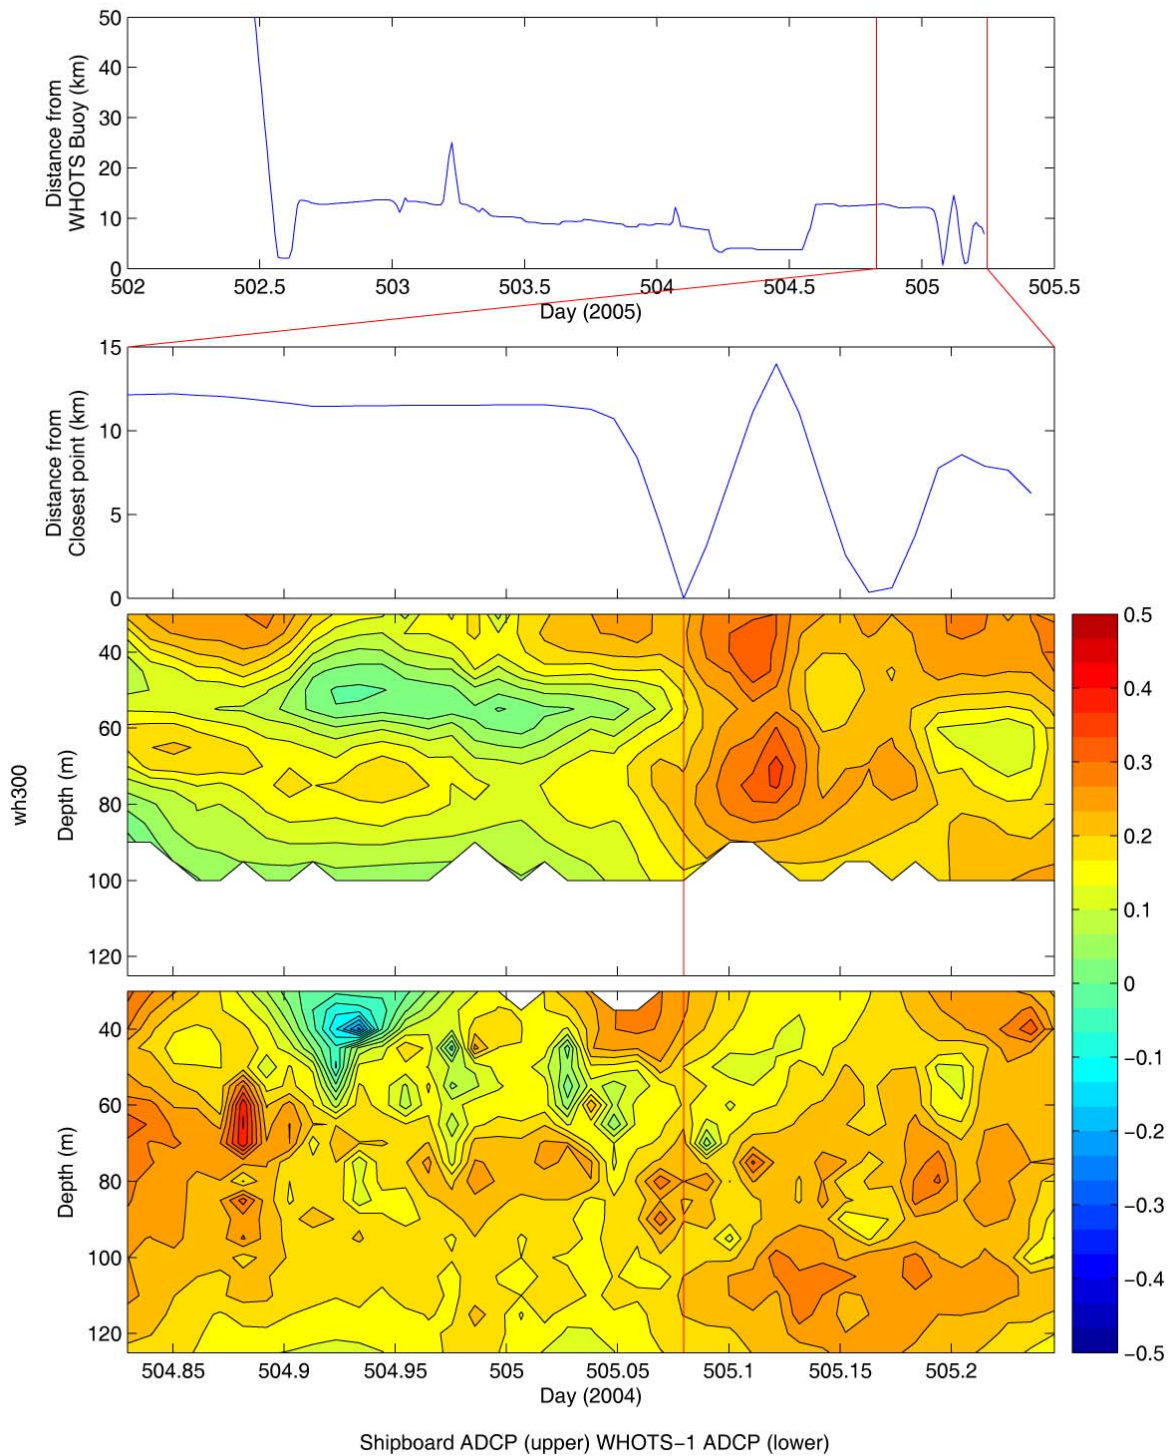 50
40
30
20
10
0
Distance from
WHOTS Buoy (km)
502 502.5 503 503.5 504 504.5 505 505.5
Day (2005)
15
10
5
0
Distance from
Closest point (km)
40
60
80
100
120
Depth (m)
wh300
0.5
0.4
0.3
0.2
0.1
0
−0.1
−0.2
−0.3
−0.4
−0.5
40
60
80
100
120
Depth (m)
504.85 504.9 504.95 505 505.05 505.1 505.15 505.2
Day (2004)
Shipboard ADCP (upper) WHOTS−1 ADCP (lower)